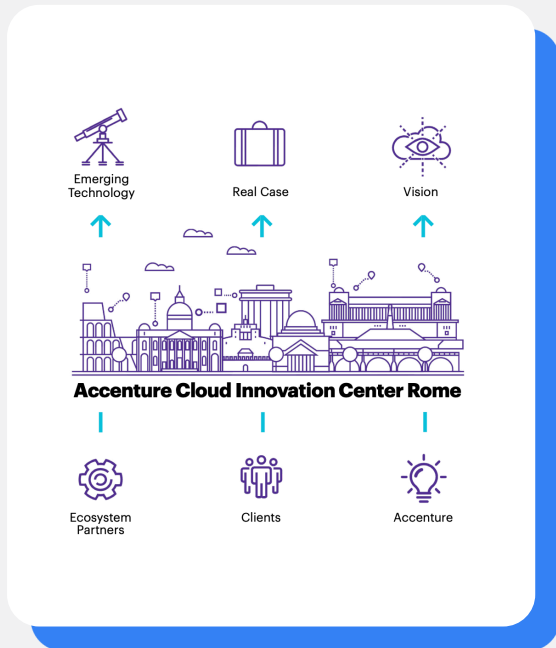 Emerging
Technology
Real Case
Vision
Accenture Cloud Innovation Center Rome
Ecosystem
Partners
Clients
Accenture